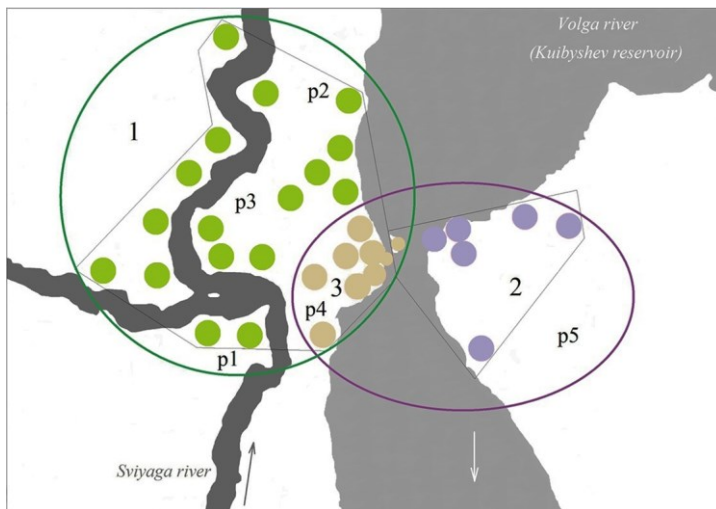 Volga river
(Kuibyshev reservoir)
p2
1
p3
2
3
p4
p5
p1
Sviyaga river